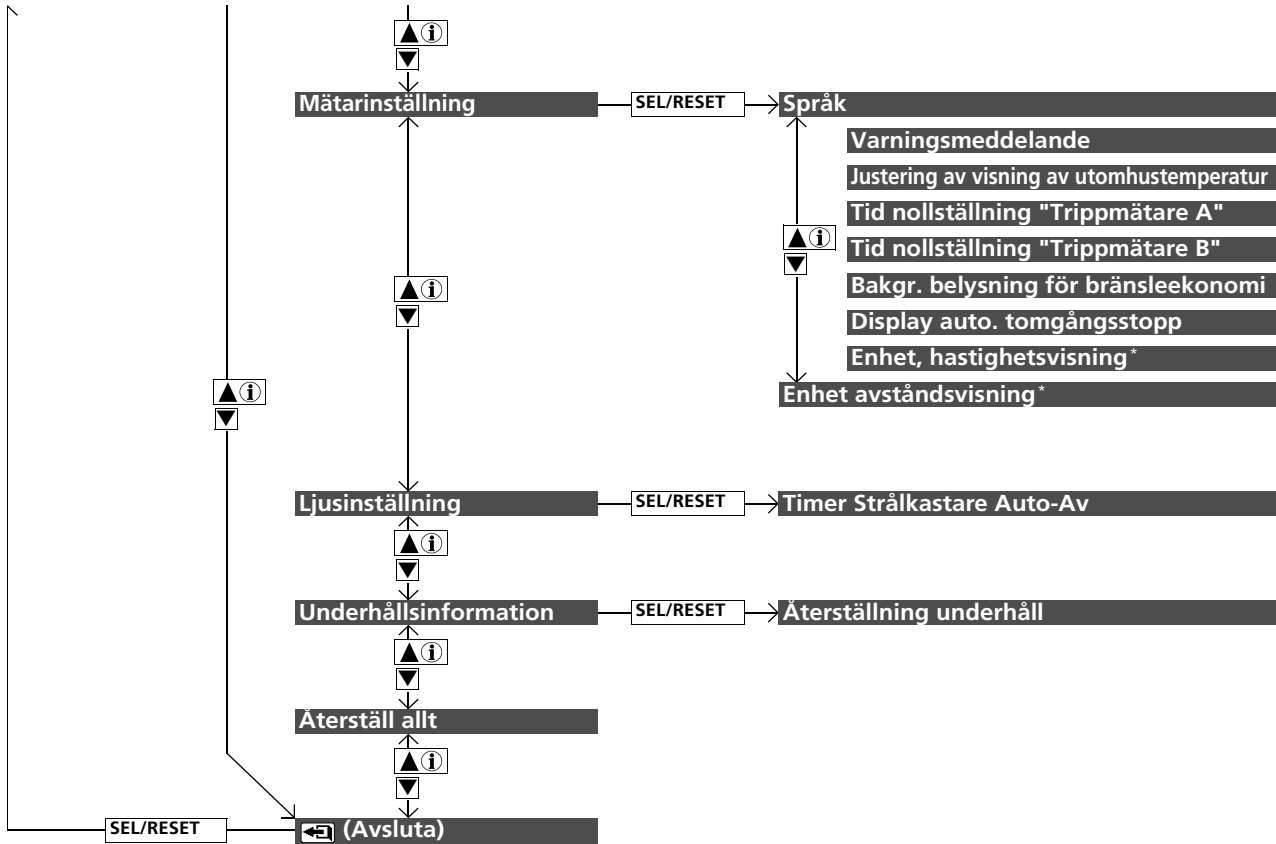 ▲ⓘ
▼
Mätarinställning SEL/RESET Språk
Varningsmeddelande
Justering av visning av utomhustemperatur
Tid nollställning "Trippmätare A"
▲ⓘ
▼
Tid nollställning "Trippmätare B"
Bakgr. belysning för bränsleekonomi
▲ⓘ
▼
Display auto. tomgångsstopp
Enhet, hastighetsvisning*
▲ⓘ
▼
Enhet avståndsvisning*
Ljusinställning SEL/RESET Timer Strålkastare Auto-Av
▲ⓘ
▼
Underhållsinformation SEL/RESET Återställning underhåll
▲ⓘ
▼
Återställ allt
▲ⓘ
▼
SEL/RESET (Avsluta)